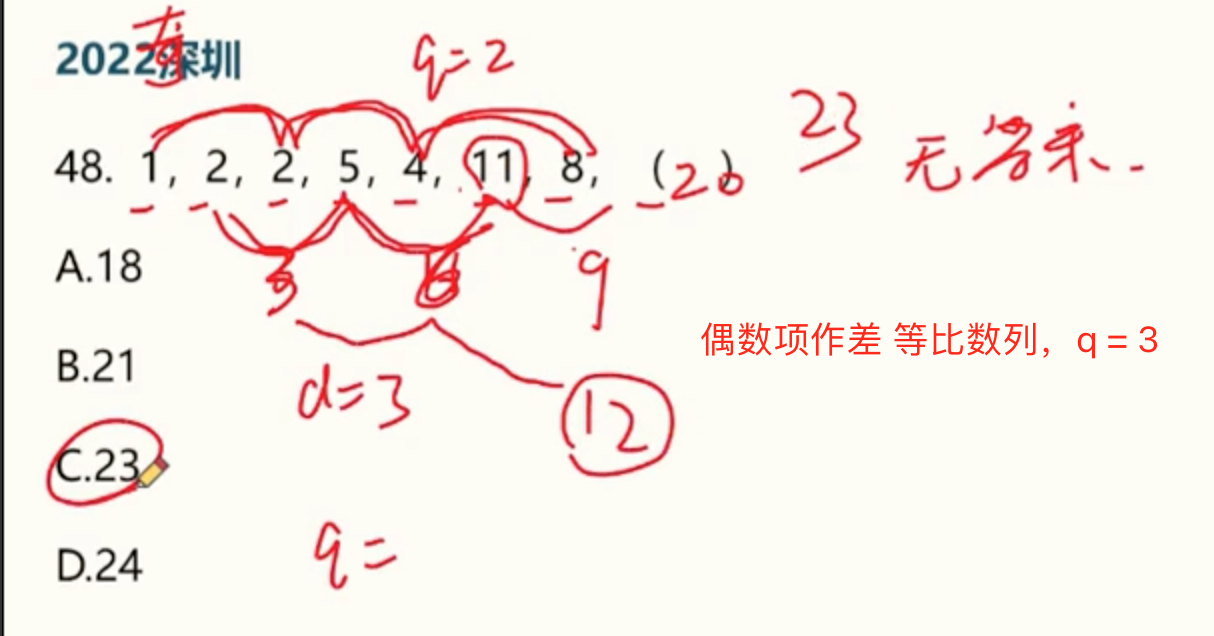 奇
2022深圳
q=2
48. 1, 2, 2, 5, 4, 11, 8, (20)
23 无答案..
A.18
3 6 9
B.21
偶数项作差 等比数列，q = 3
d=3
12
C.23
q=
D.24